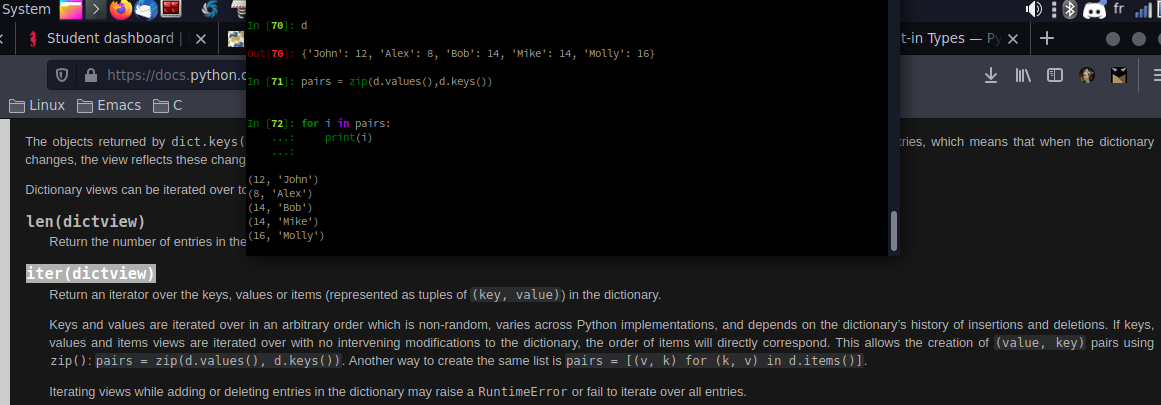 System
fr
Student dashboard |
t-in Types — Py
https://docs.python.o
Linux
Emacs
C
In [70]: d
Out[70]: {'John': 12, 'Alex': 8, 'Bob': 14, 'Mike': 14, 'Molly': 16}
In [71]: pairs = zip(d.values(),d.keys())
In [72]: for i in pairs:
...:     print(i)
...:
(12, 'John')
(8, 'Alex')
(14, 'Bob')
(14, 'Mike')
(16, 'Molly')
The objects returned by dict.keys(
tries, which means that when the dictionary
changes, the view reflects these chang
Dictionary views can be iterated over to
len(dictview)
Return the number of entries in the
iter(dictview)
Return an iterator over the keys, values or items (represented as tuples of (key, value)) in the dictionary.
Keys and values are iterated over in an arbitrary order which is non-random, varies across Python implementations, and depends on the dictionary's history of insertions and deletions. If keys,
values and items views are iterated over with no intervening modifications to the dictionary, the order of items will directly correspond. This allows the creation of (value, key) pairs using
zip(): pairs = zip(d.values(), d.keys()). Another way to create the same list is pairs = [(v, k) for (k, v) in d.items()].
Iterating views while adding or deleting entries in the dictionary may raise a RuntimeError or fail to iterate over all entries.